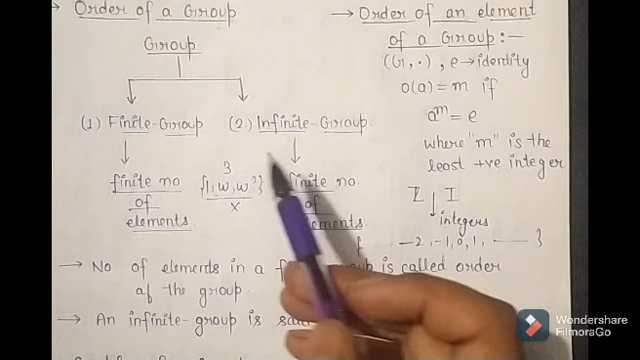 → Order of a Group
Group
(1) Finite-Group
(2) Infinite-Group
finite no
of
elements
3
{1, w, w²}
x
finite no.
of
elements.
→ No of elements in a group is called order
of the group.
→ An infinite-group is said
→ Order of an element
of a Group:-
(G, ·), e → identity
o(a) = m if
aᵐ = e
where "m" is the
least +ve integer
Z I
integers
-2, -1, 0, 1, ------ }
Wondershare
FilmoraGo